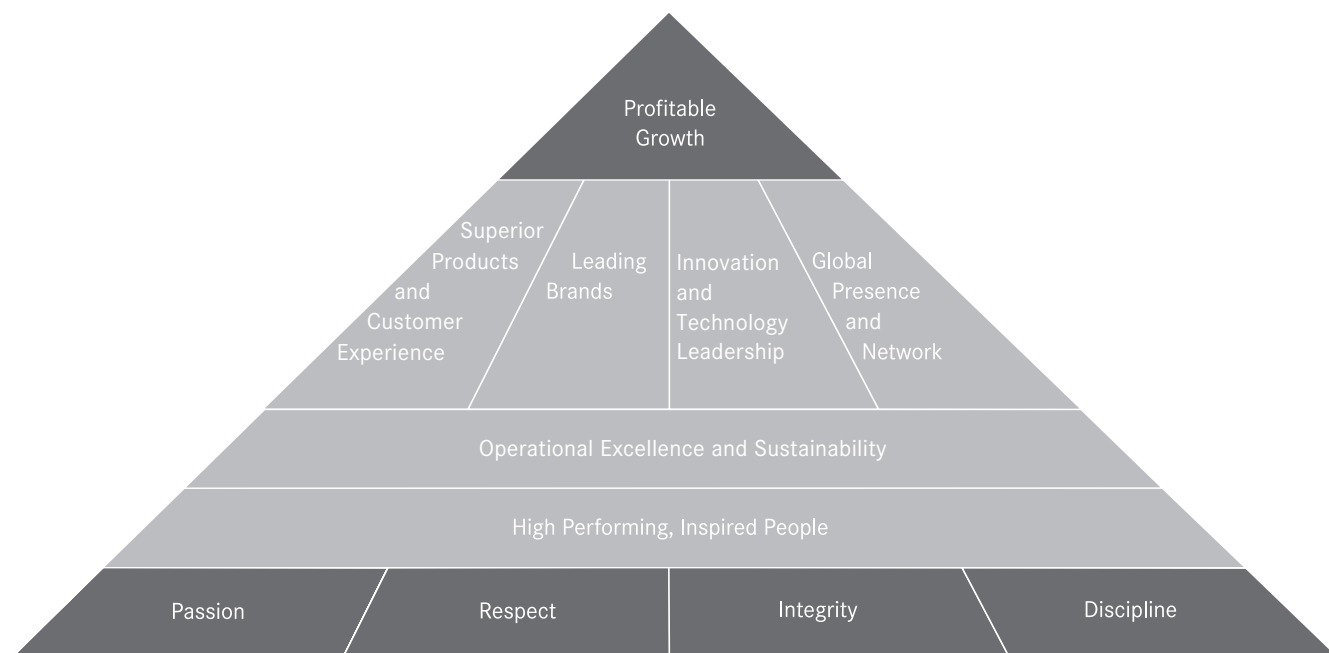 Profitable
Growth
Superior
Products
and
Customer
Experience
Leading
Brands
Innovation
and
Technology
Leadership
Global
Presence
and
Network
Operational Excellence and Sustainability
High Performing, Inspired People
Passion
Respect
Integrity
Discipline